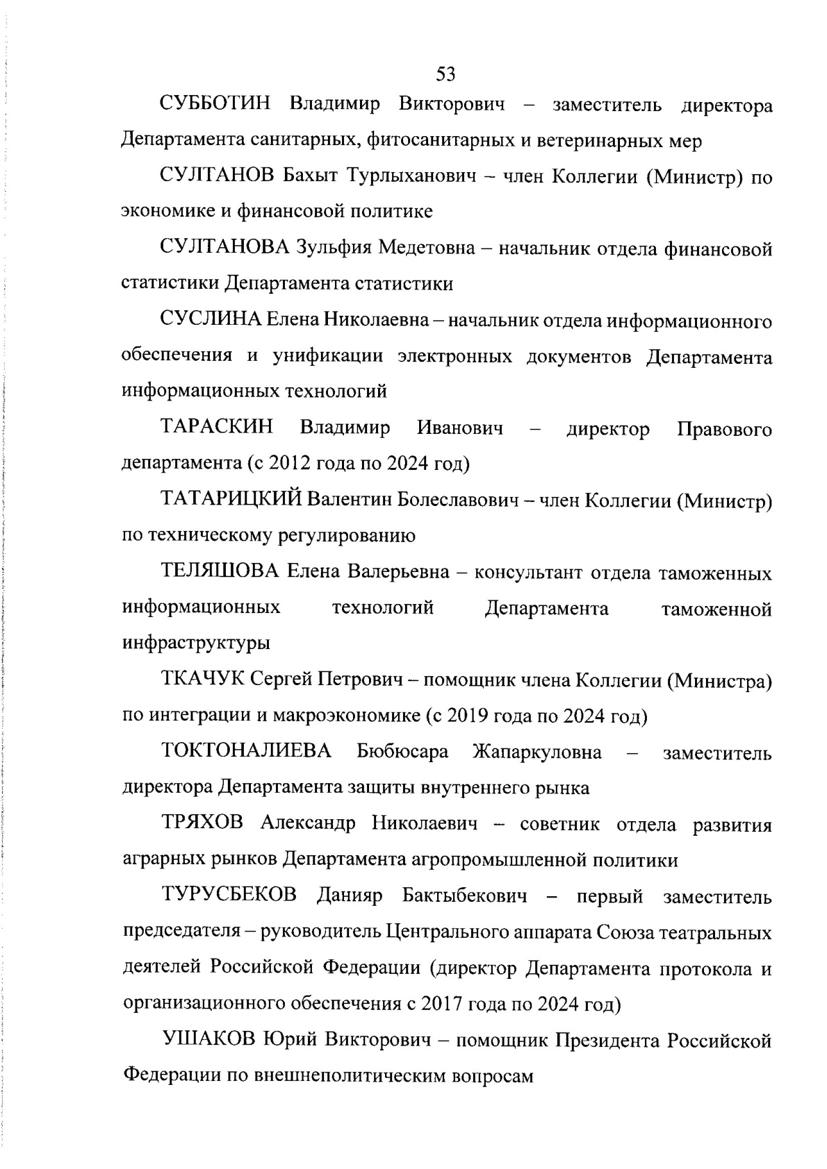 53
СУББОТИН Владимир Викторович – заместитель директора
Департамента санитарных, фитосанитарных и ветеринарных мер
СУЛТАНОВ Бахыт Турлыханович – член Коллегии (Министр) по
экономике и финансовой политике
СУЛТАНОВА Зульфия Медетовна – начальник отдела финансовой
статистики Департамента статистики
СУСЛИНА Елена Николаевна – начальник отдела информационного
обеспечения и унификации электронных документов Департамента
информационных технологий
ТАРАСКИН Владимир Иванович – директор Правового
департамента (с 2012 года по 2024 год)
ТАТАРИЦКИЙ Валентин Болеславович – член Коллегии (Министр)
по техническому регулированию
ТЕЛЯШОВА Елена Валерьевна – консультант отдела таможенных
информационных технологий Департамента таможенной
инфраструктуры
ТКАЧУК Сергей Петрович – помощник члена Коллегии (Министра)
по интеграции и макроэкономике (с 2019 года по 2024 год)
ТОКТОНАЛИЕВА Бюбюсара Жапаркуловна – заместитель
директора Департамента защиты внутреннего рынка
ТРЯХОВ Александр Николаевич – советник отдела развития
аграрных рынков Департамента агропромышленной политики
ТУРУСБЕКОВ Данияр Бактыбекович – первый заместитель
председателя – руководитель Центрального аппарата Союза театральных
деятелей Российской Федерации (директор Департамента протокола и
организационного обеспечения с 2017 года по 2024 год)
УШАКОВ Юрий Викторович – помощник Президента Российской
Федерации по внешнеполитическим вопросам